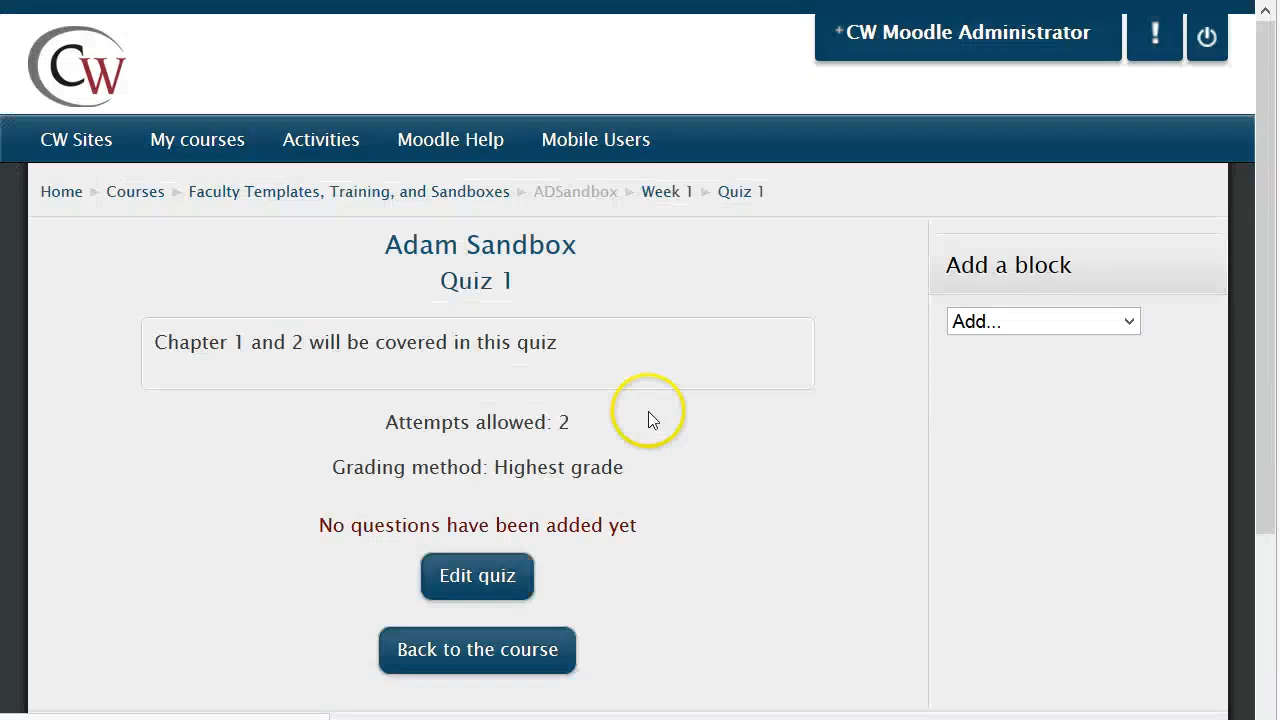 CW Moodle Administrator
!
CW
CW Sites My courses Activities Moodle Help Mobile Users
Home Courses Faculty Templates, Training, and Sandboxes ADSandbox Week 1 Quiz 1
Adam Sandbox
Quiz 1
Add a block
Add...
Chapter 1 and 2 will be covered in this quiz
Attempts allowed: 2
Grading method: Highest grade
No questions have been added yet
Edit quiz
Back to the course